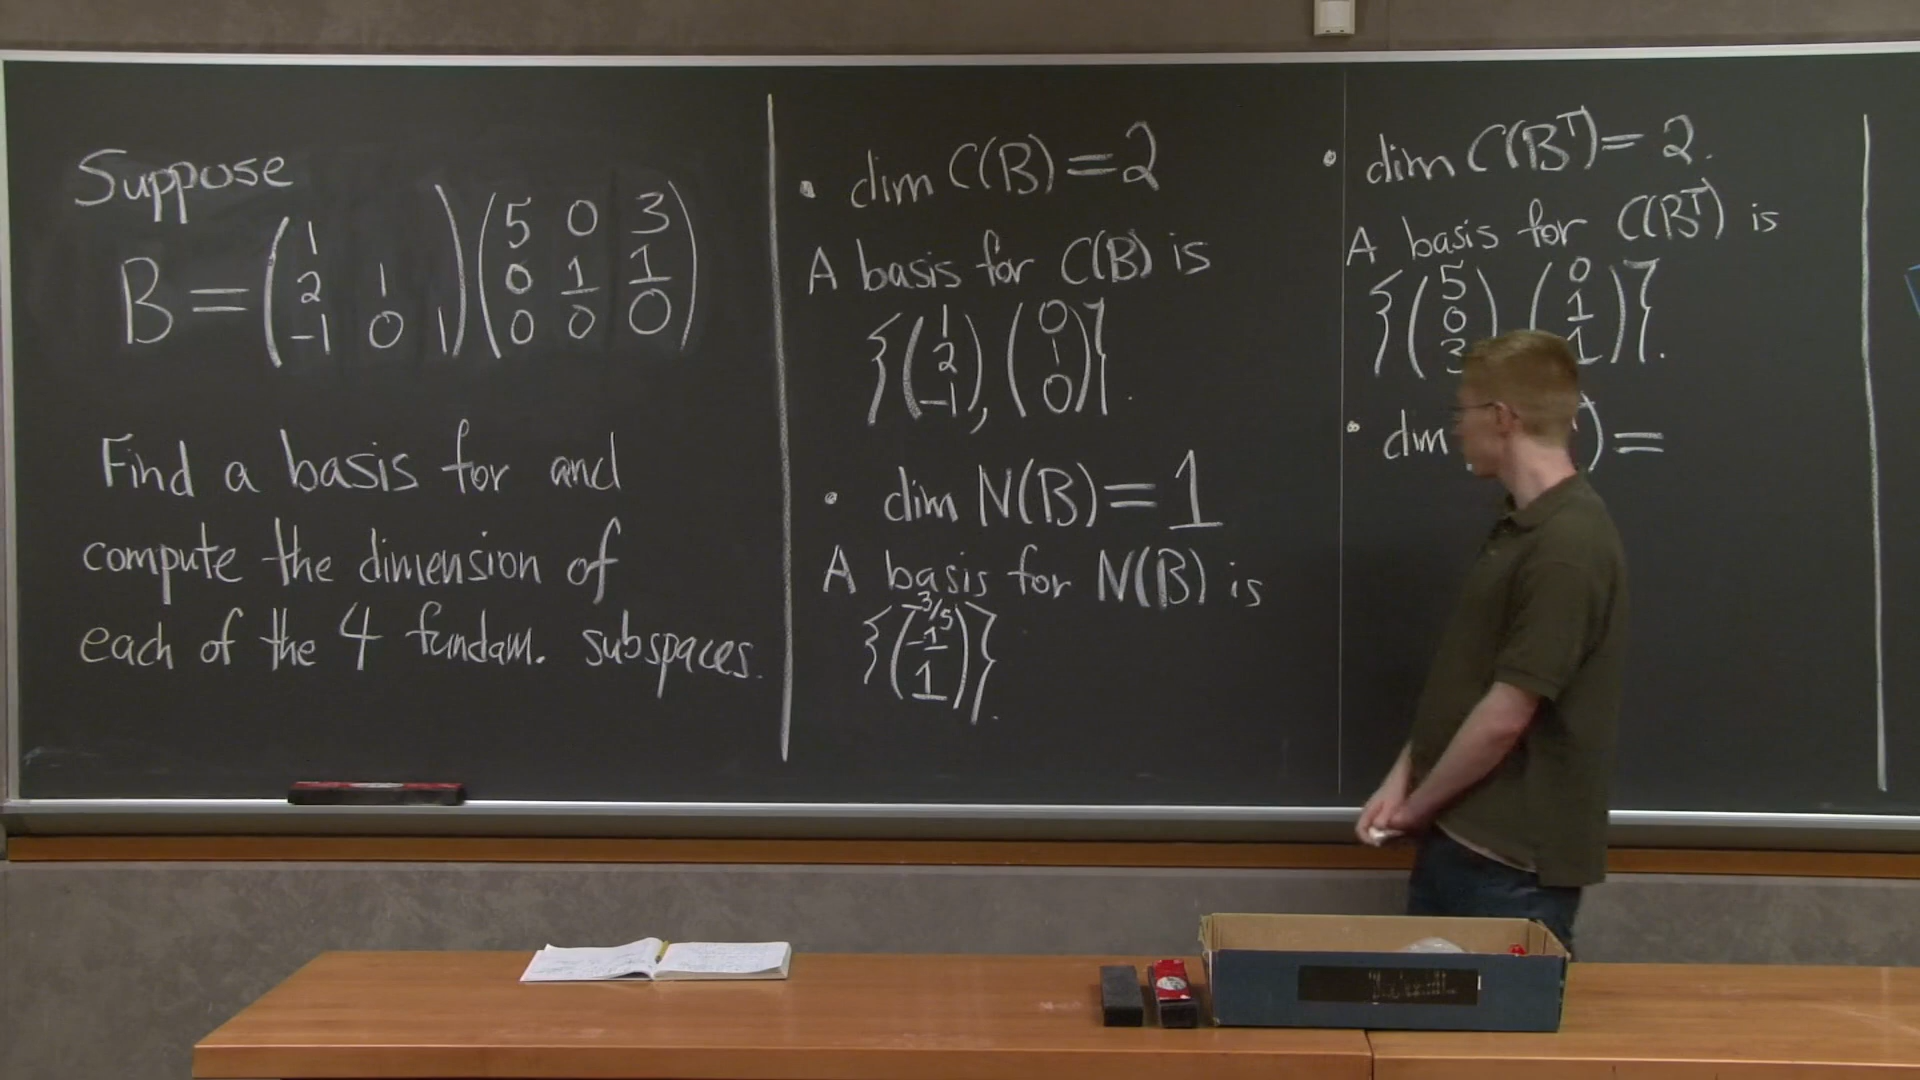 Suppose
B = ( 1
2 1
-1 0 1 ) ( 5 0 3
0 1 1
0 0 0 )
Find a basis for and
compute the dimension of
each of the 4 fundam. subspaces.
• dim C(B) = 2
A basis for C(B) is
{ ( 1
2
-1 ), ( 0
1
0 ) }.
• dim N(B) = 1
A basis for N(B) is
{ ( -3/5
-1
1 ) }.
• dim C(Bᵀ) = 2.
A basis for C(Bᵀ) is
{ ( 5
0
3 ) ( 0
1
1 ) }.
• dim ) =